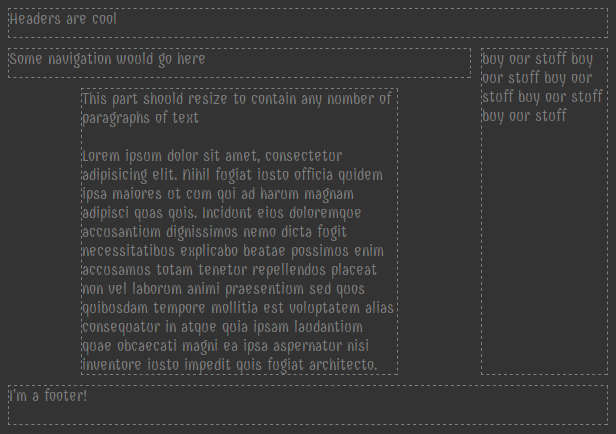 Headers are cool
Some navigation would go here
buy our stuff buy
our stuff buy our
stuff buy our stuff
buy our stuff
This part should resize to contain any number of
paragraphs of text
Lorem ipsum dolor sit amet, consectetur
adipisicing elit. Nihil fugiat iusto officia quidem
ipsa maiores ut cum qui ad harum magnam
adipisci quas quis. Incidunt eius doloremque
accusantium dignissimos nemo dicta fugit
necessitatibus explicabo beatae possimus enim
accusamus totam tenetur repellendus placeat
non vel laborum animi praesentium sed quos
quibusdam tempore mollitia est voluptatem alias
consequatur in atque quia ipsam laudantium
quae obcaecati magni ea ipsa aspernatur nisi
inventore iusto impedit quis fugiat architecto.
I'm a footer!